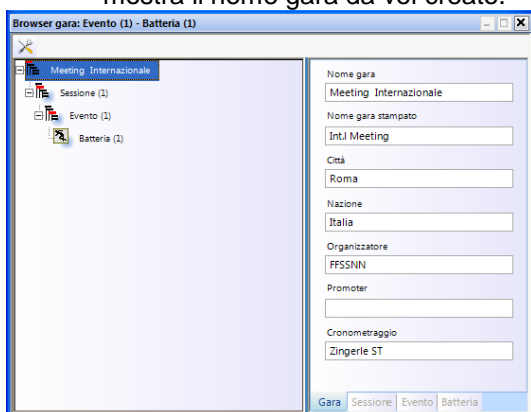 mostra il nome gara da voi creato.
Browser gara: Evento (1) - Batteria (1)
Meeting Internazionale
Sessione (1)
Evento (1)
Batteria (1)
Nome gara
Meeting Internazionale
Nome gara stampato
Int.l Meeting
Città
Roma
Nazione
Italia
Organizzatore
FFSSNN
Promoter
Cronometraggio
Zingerle ST
Gara Sessione Evento Batteria